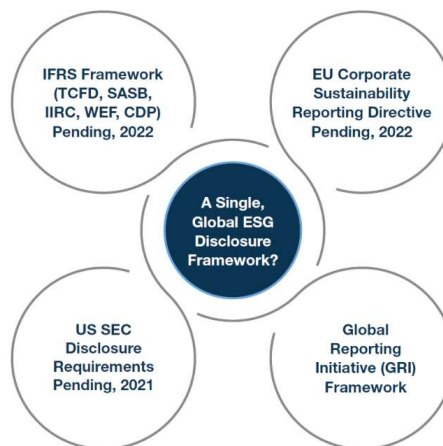 IFRS Framework
(TCFD, SASB,
IIRC, WEF, CDP)
Pending, 2022
EU Corporate
Sustainability
Reporting Directive
Pending, 2022
A Single,
Global ESG
Disclosure
Framework?
US SEC
Disclosure
Requirements
Pending, 2021
Global
Reporting
Initiative (GRI)
Framework